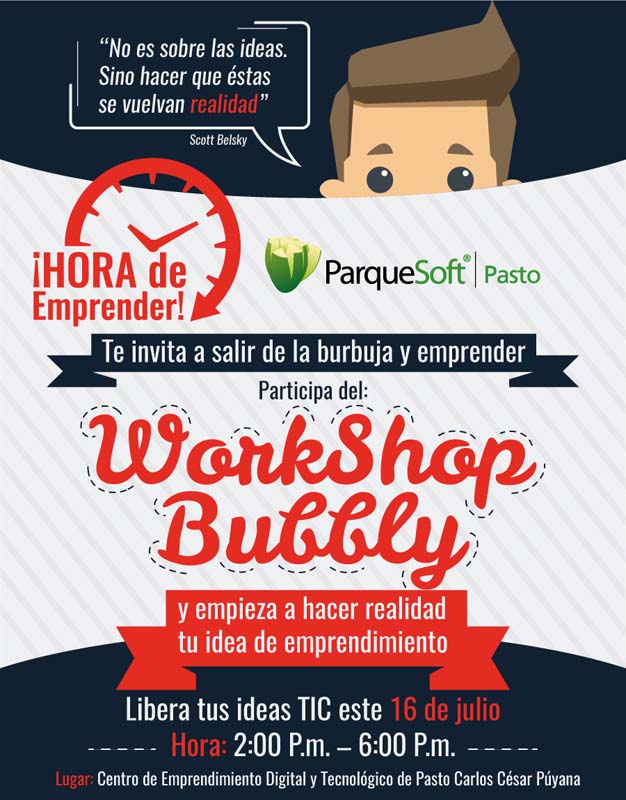 “No es sobre las ideas.
Sino hacer que éstas
se vuelvan realidad”
Scott Belsky
¡HORA de
Emprender!
ParqueSoft® | Pasto
Te invita a salir de la burbuja y emprender
Participa del:
WorkShop
Bubbly
y empieza a hacer realidad
tu idea de emprendimiento
Libera tus ideas TIC este 16 de julio
Hora: 2:00 P.m. – 6:00 P.m.
Lugar: Centro de Emprendimiento Digital y Tecnológico de Pasto Carlos César Púyana